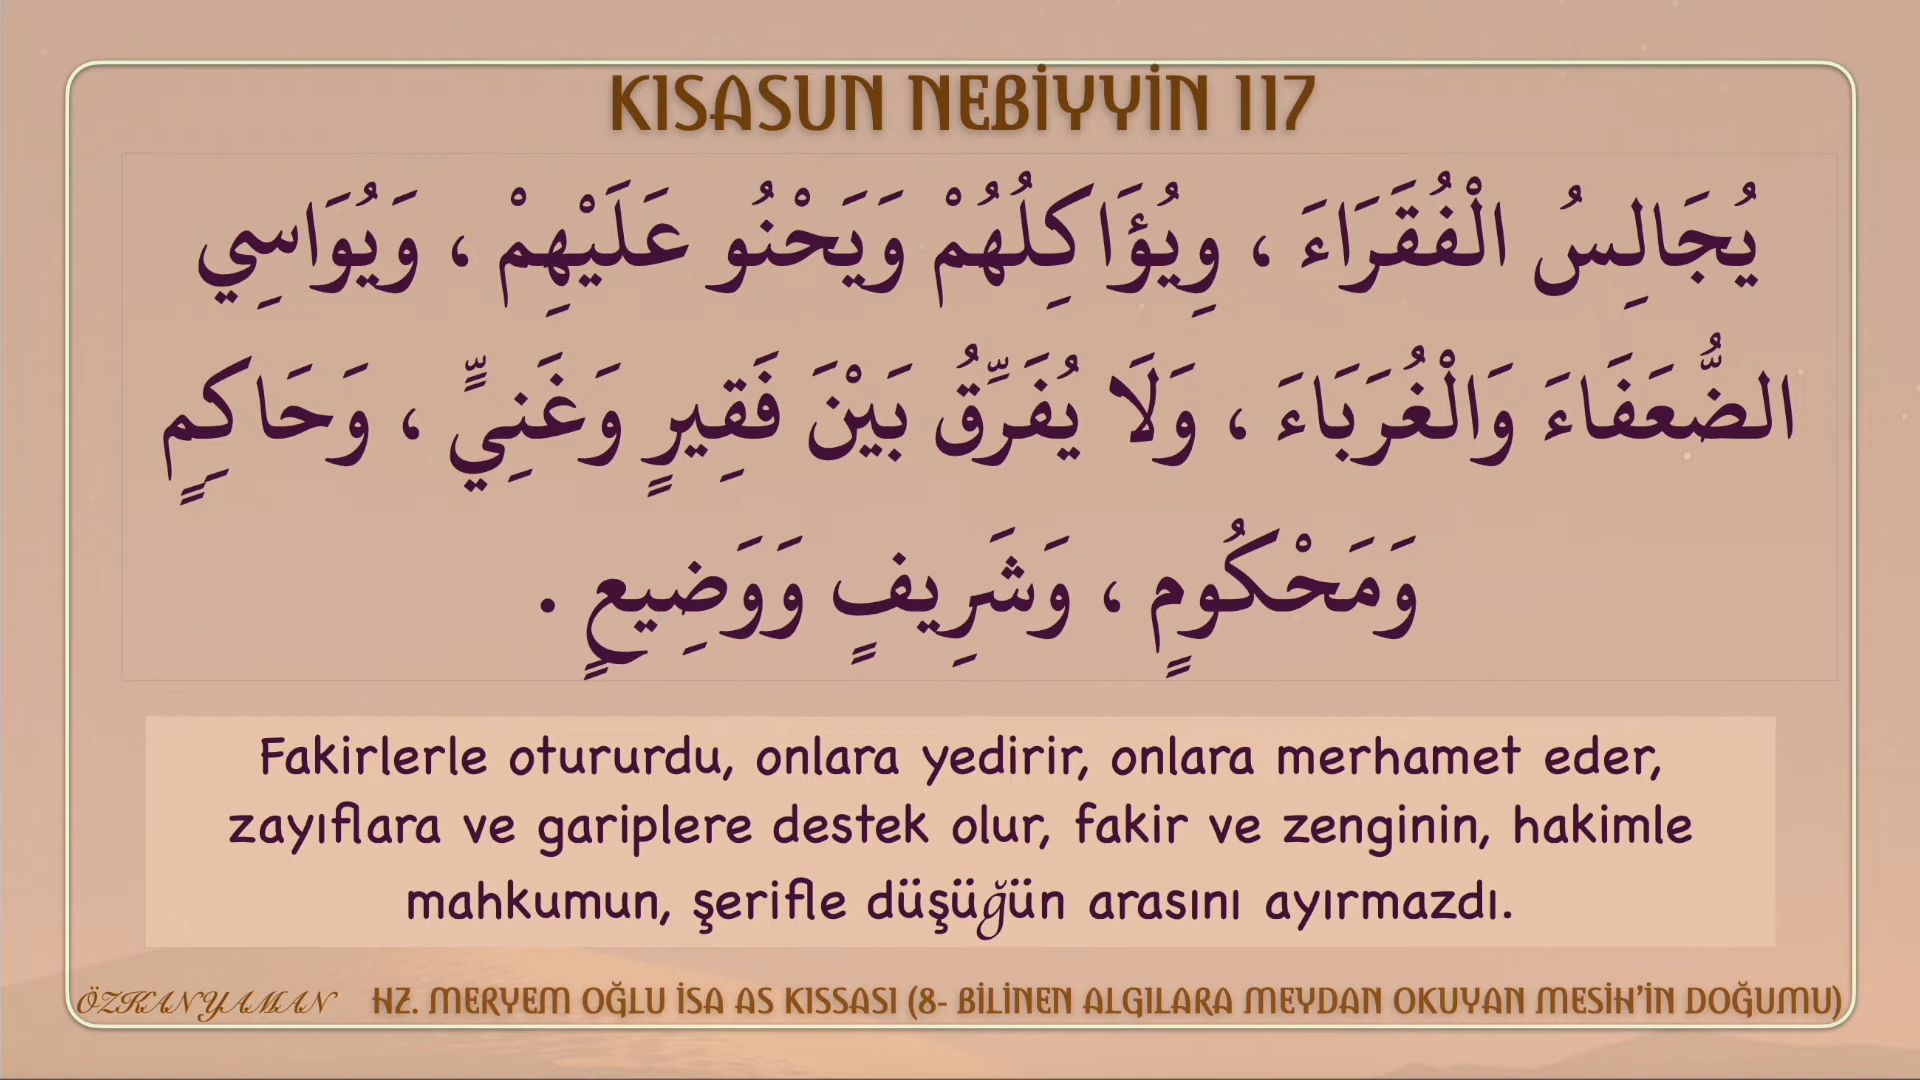 KISASUN NEBİYYİN 117
يُجَالِسُ الْفُقَرَاءَ ، وِيُؤَاكِلُهُمْ وَيَحْنُو عَلَيْهِمْ ، وَيُوَاسِي
الضُّعَفَاءَ وَالْغُرَبَاءَ ، وَلَا يُفَرِّقُ بَيْنَ فَقِيرٍ وَغَنِيٍّ ، وَحَاكِمٍ
وَمَحْكُومٍ ، وَشَرِيفٍ وَوَضِيعٍ .
Fakirlerle otururdu, onlara yedirir, onlara merhamet eder,
zayıflara ve gariplere destek olur, fakir ve zenginin, hakimle
mahkumun, şerifle düşüğün arasını ayırmazdı.
ÖZKAN YAMAN HZ. MERYEM OĞLU İSA AS KISSASI (8- BİLİNEN ALGILARA MEYDAN OKUYAN MESİH'İN DOĞUMU)